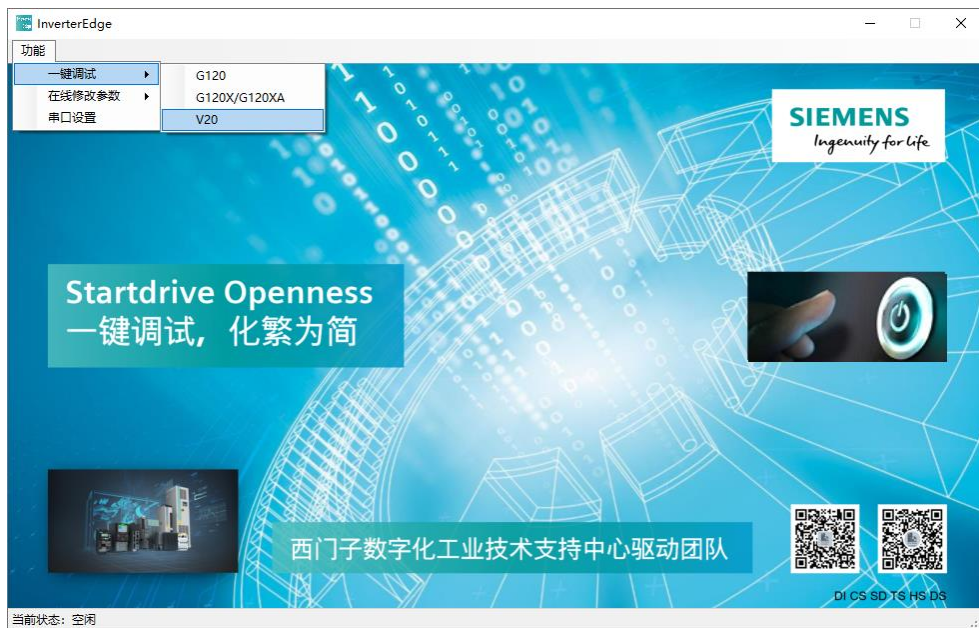 InverterEdge
功能
一键调试
在线修改参数
串口设置
G120
G120X/G120XA
V20
SIEMENS
Ingenuity for life
Startdrive Openness
一键调试，化繁为简
西门子数字化工业技术支持中心驱动团队
DI CS SD TS HS DS
当前状态：空闲